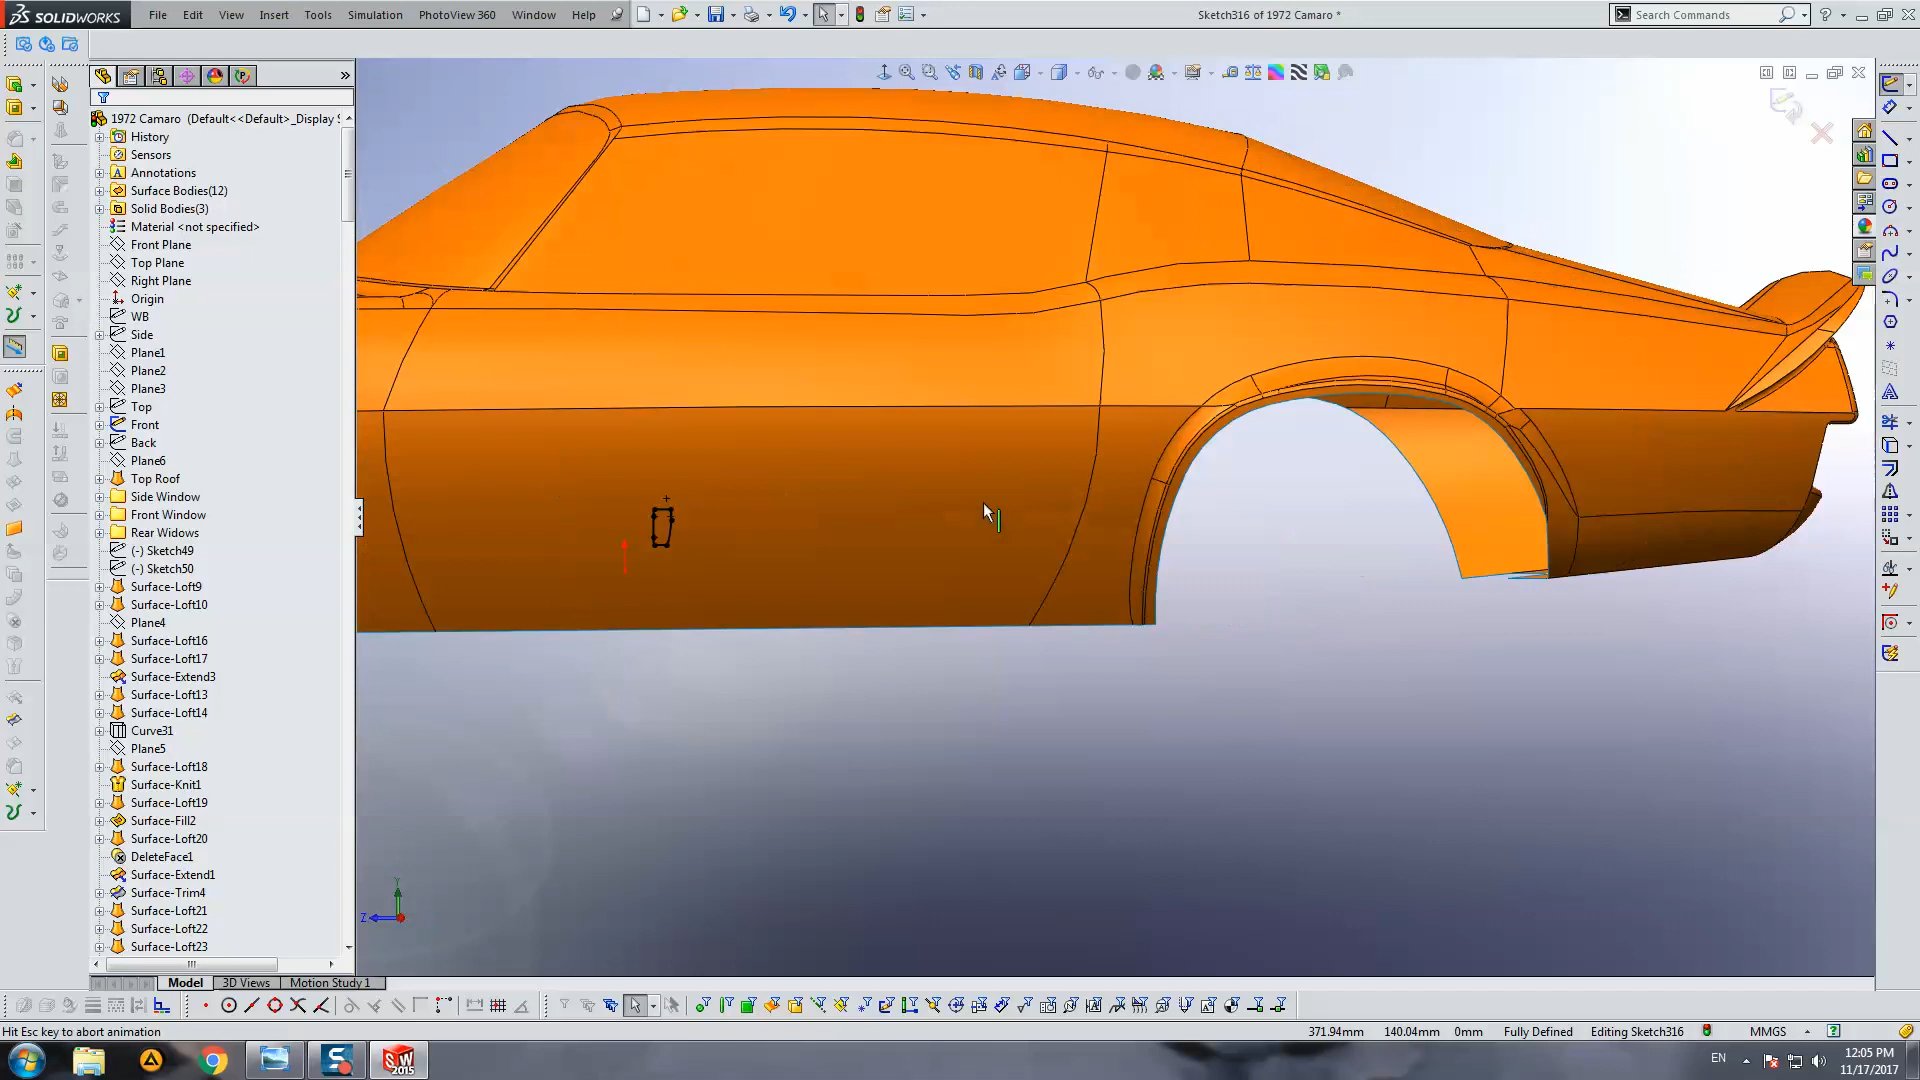 SOLIDWORKS File Edit View Insert Tools Simulation PhotoView 360 Window Help Sketch316 of 1972 Camaro * Search Commands
1972 Camaro (Default<<Default>_Display S
History
Sensors
A Annotations
Surface Bodies(12)
Solid Bodies(3)
Material <not specified>
Front Plane
Top Plane
Right Plane
Origin
WB
Side
Plane1
Plane2
Plane3
Top
Front
Back
Plane6
Top Roof
Side Window
Front Window
Rear Widows
(-) Sketch49
(-) Sketch50
Surface-Loft9
Surface-Loft10
Plane4
Surface-Loft16
Surface-Loft17
Surface-Extend3
Surface-Loft13
Surface-Loft14
Curve31
Plane5
Surface-Loft18
Surface-Knit1
Surface-Loft19
Surface-Fill2
Surface-Loft20
DeleteFace1
Surface-Extend1
Surface-Trim4
Surface-Loft21
Surface-Loft22
Surface-Loft23
Y
Z
Model 3D Views Motion Study 1
Hit Esc key to abort animation 371.94mm 140.04mm 0mm Fully Defined Editing Sketch316 MMGS ?
S SW 2015 EN 12:05 PM
11/17/2017